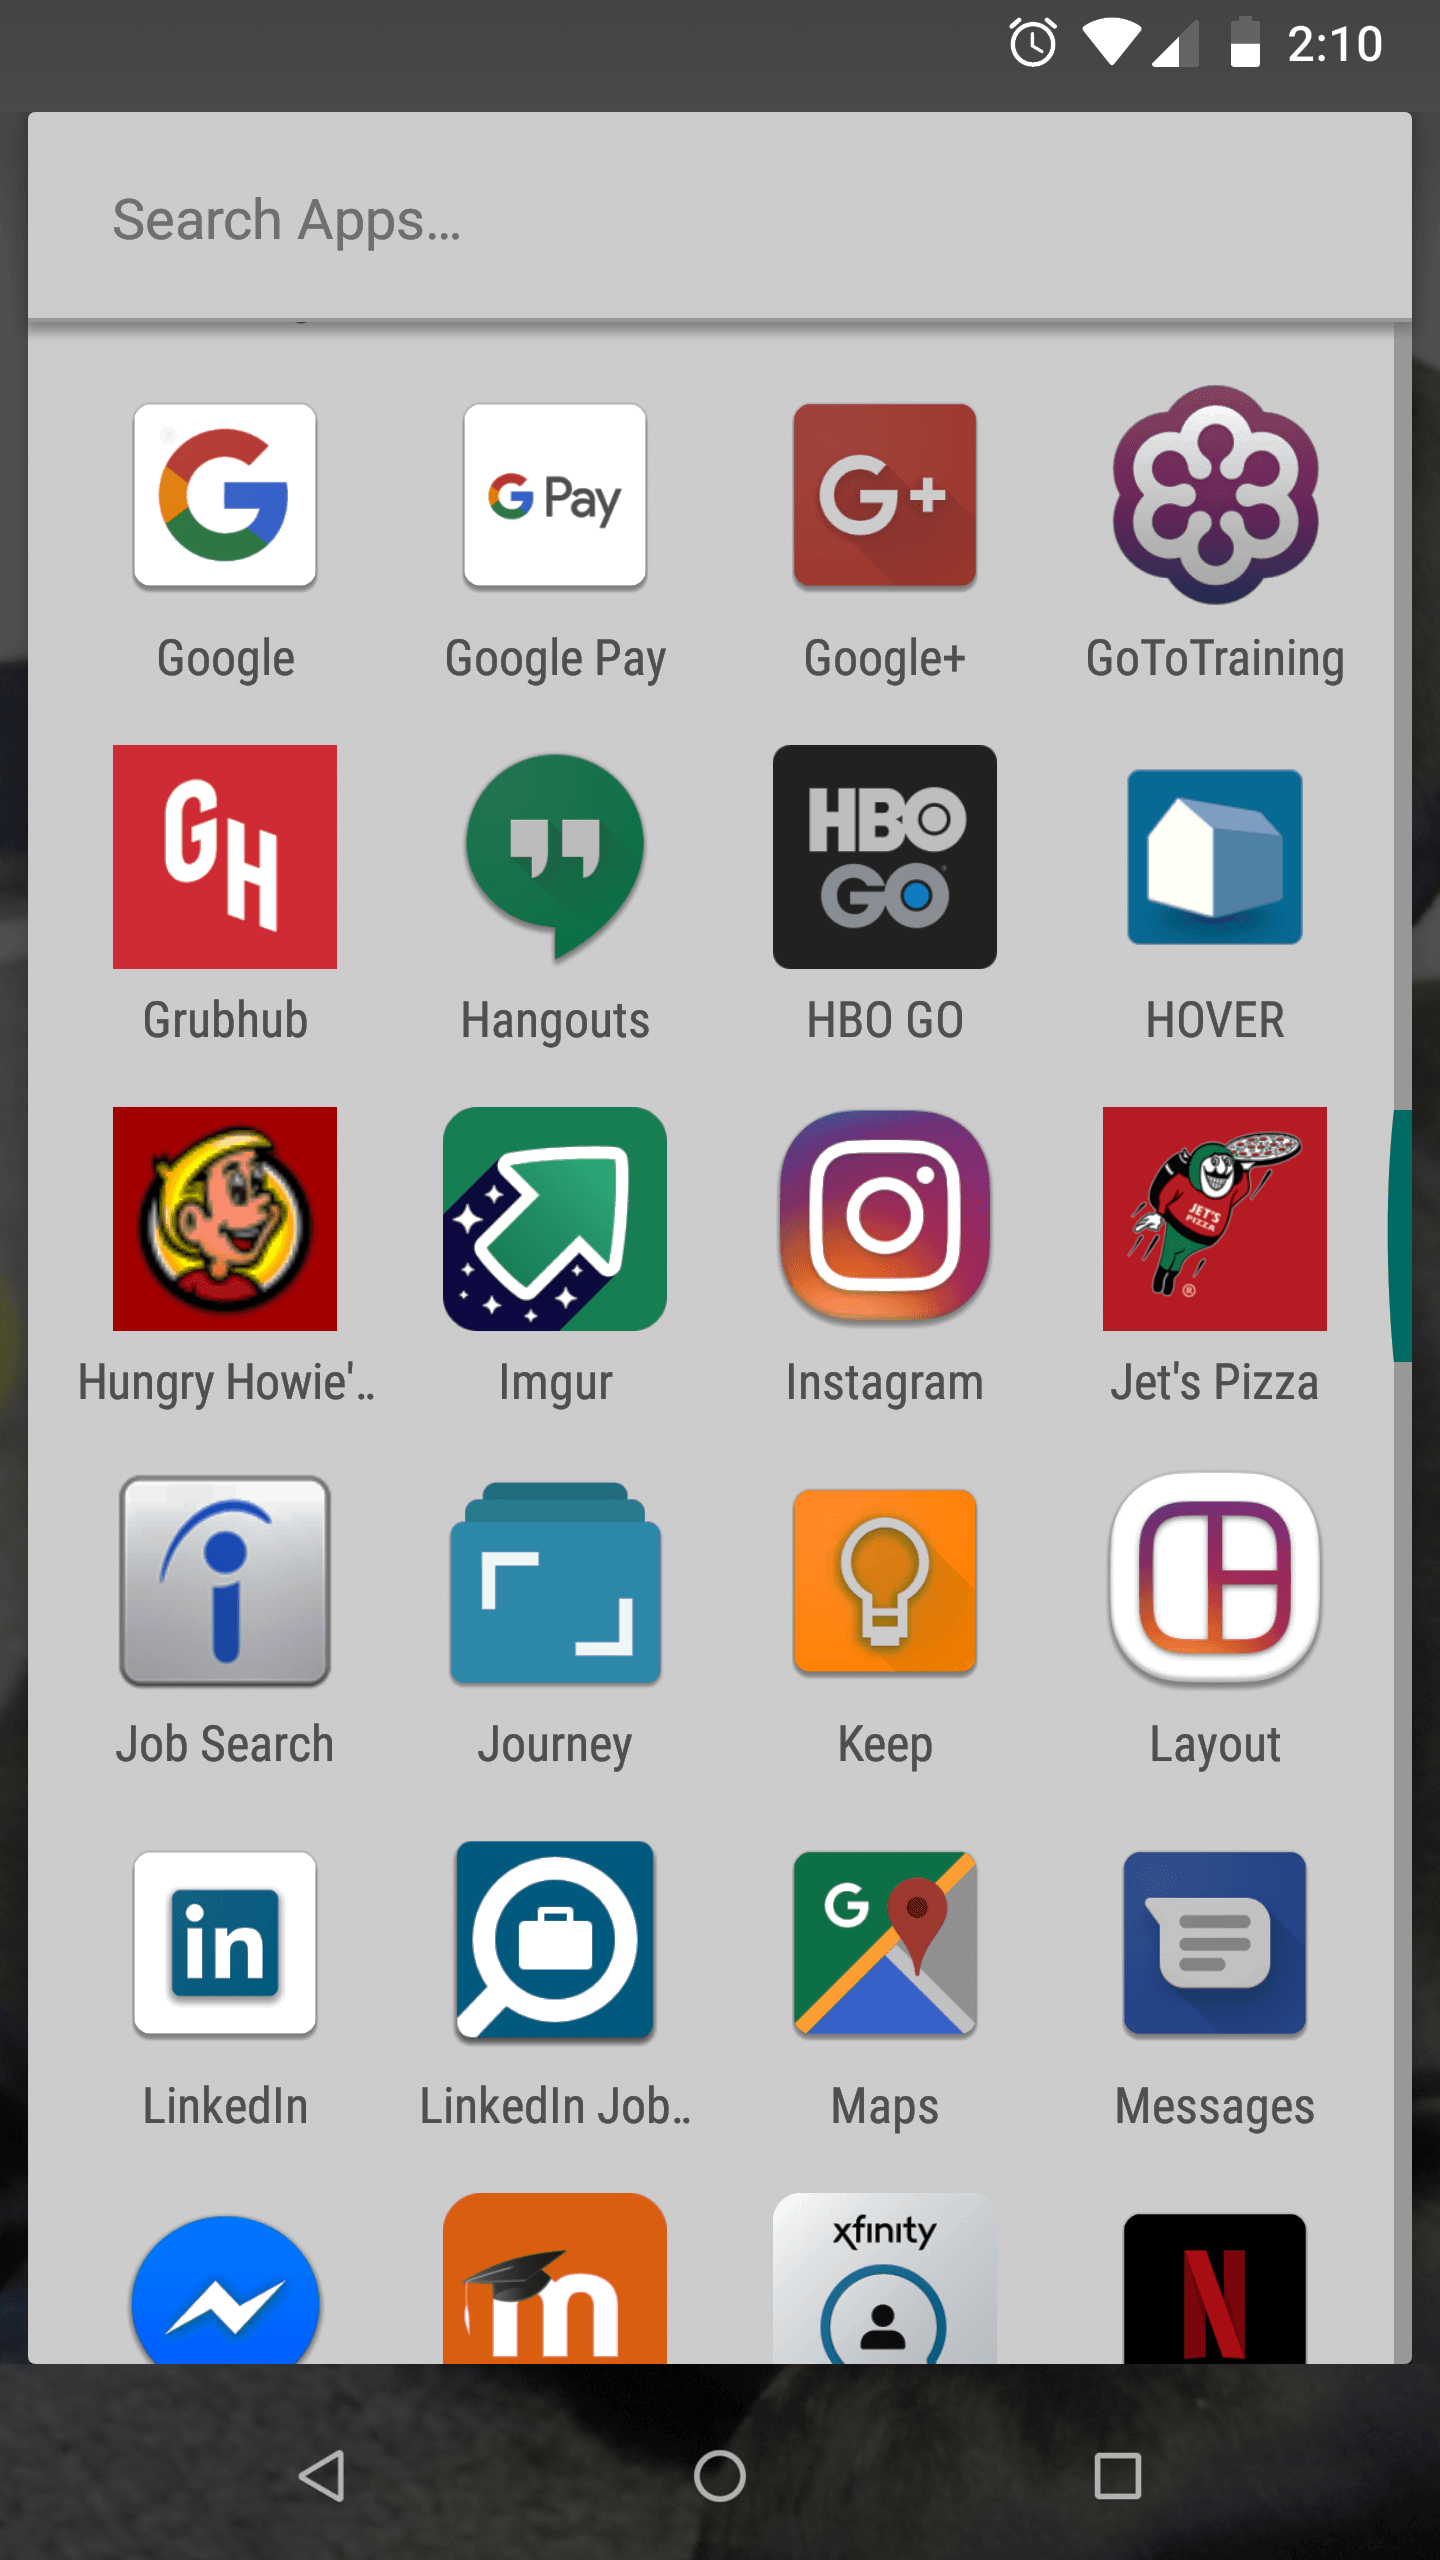 2:10
Search Apps...
G Pay
G+
Google Google Pay Google+ GoToTraining
GH
HBO
GO
Grubhub Hangouts HBO GO HOVER
JET'S
PIZZA
®
Hungry Howie'.. Imgur Instagram Jet's Pizza
Job Search Journey Keep Layout
in
G
LinkedIn LinkedIn Job.. Maps Messages
xfinity
m
N